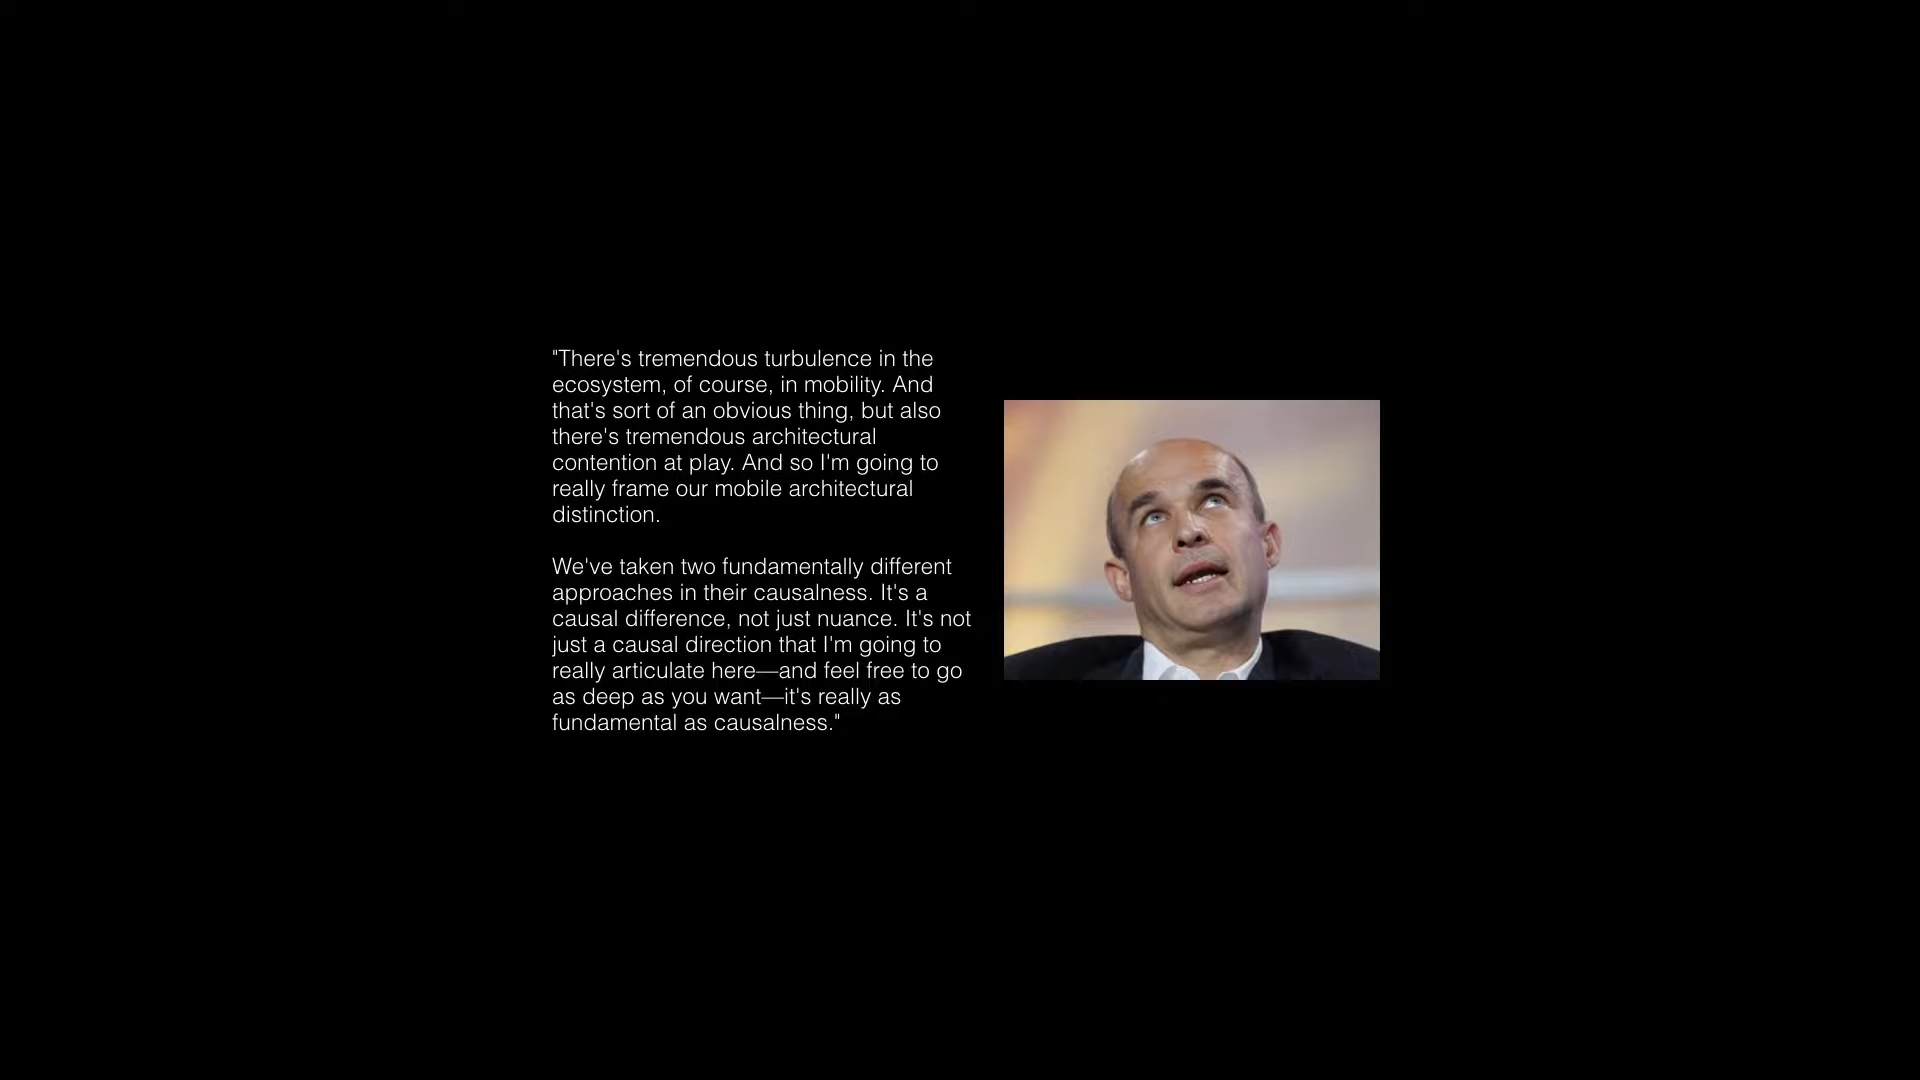 "There's tremendous turbulence in the
ecosystem, of course, in mobility. And
that's sort of an obvious thing, but also
there's tremendous architectural
contention at play. And so I'm going to
really frame our mobile architectural
distinction.
We've taken two fundamentally different
approaches in their causalness. It's a
causal difference, not just nuance. It's not
just a causal direction that I'm going to
really articulate here—and feel free to go
as deep as you want—it's really as
fundamental as causalness."